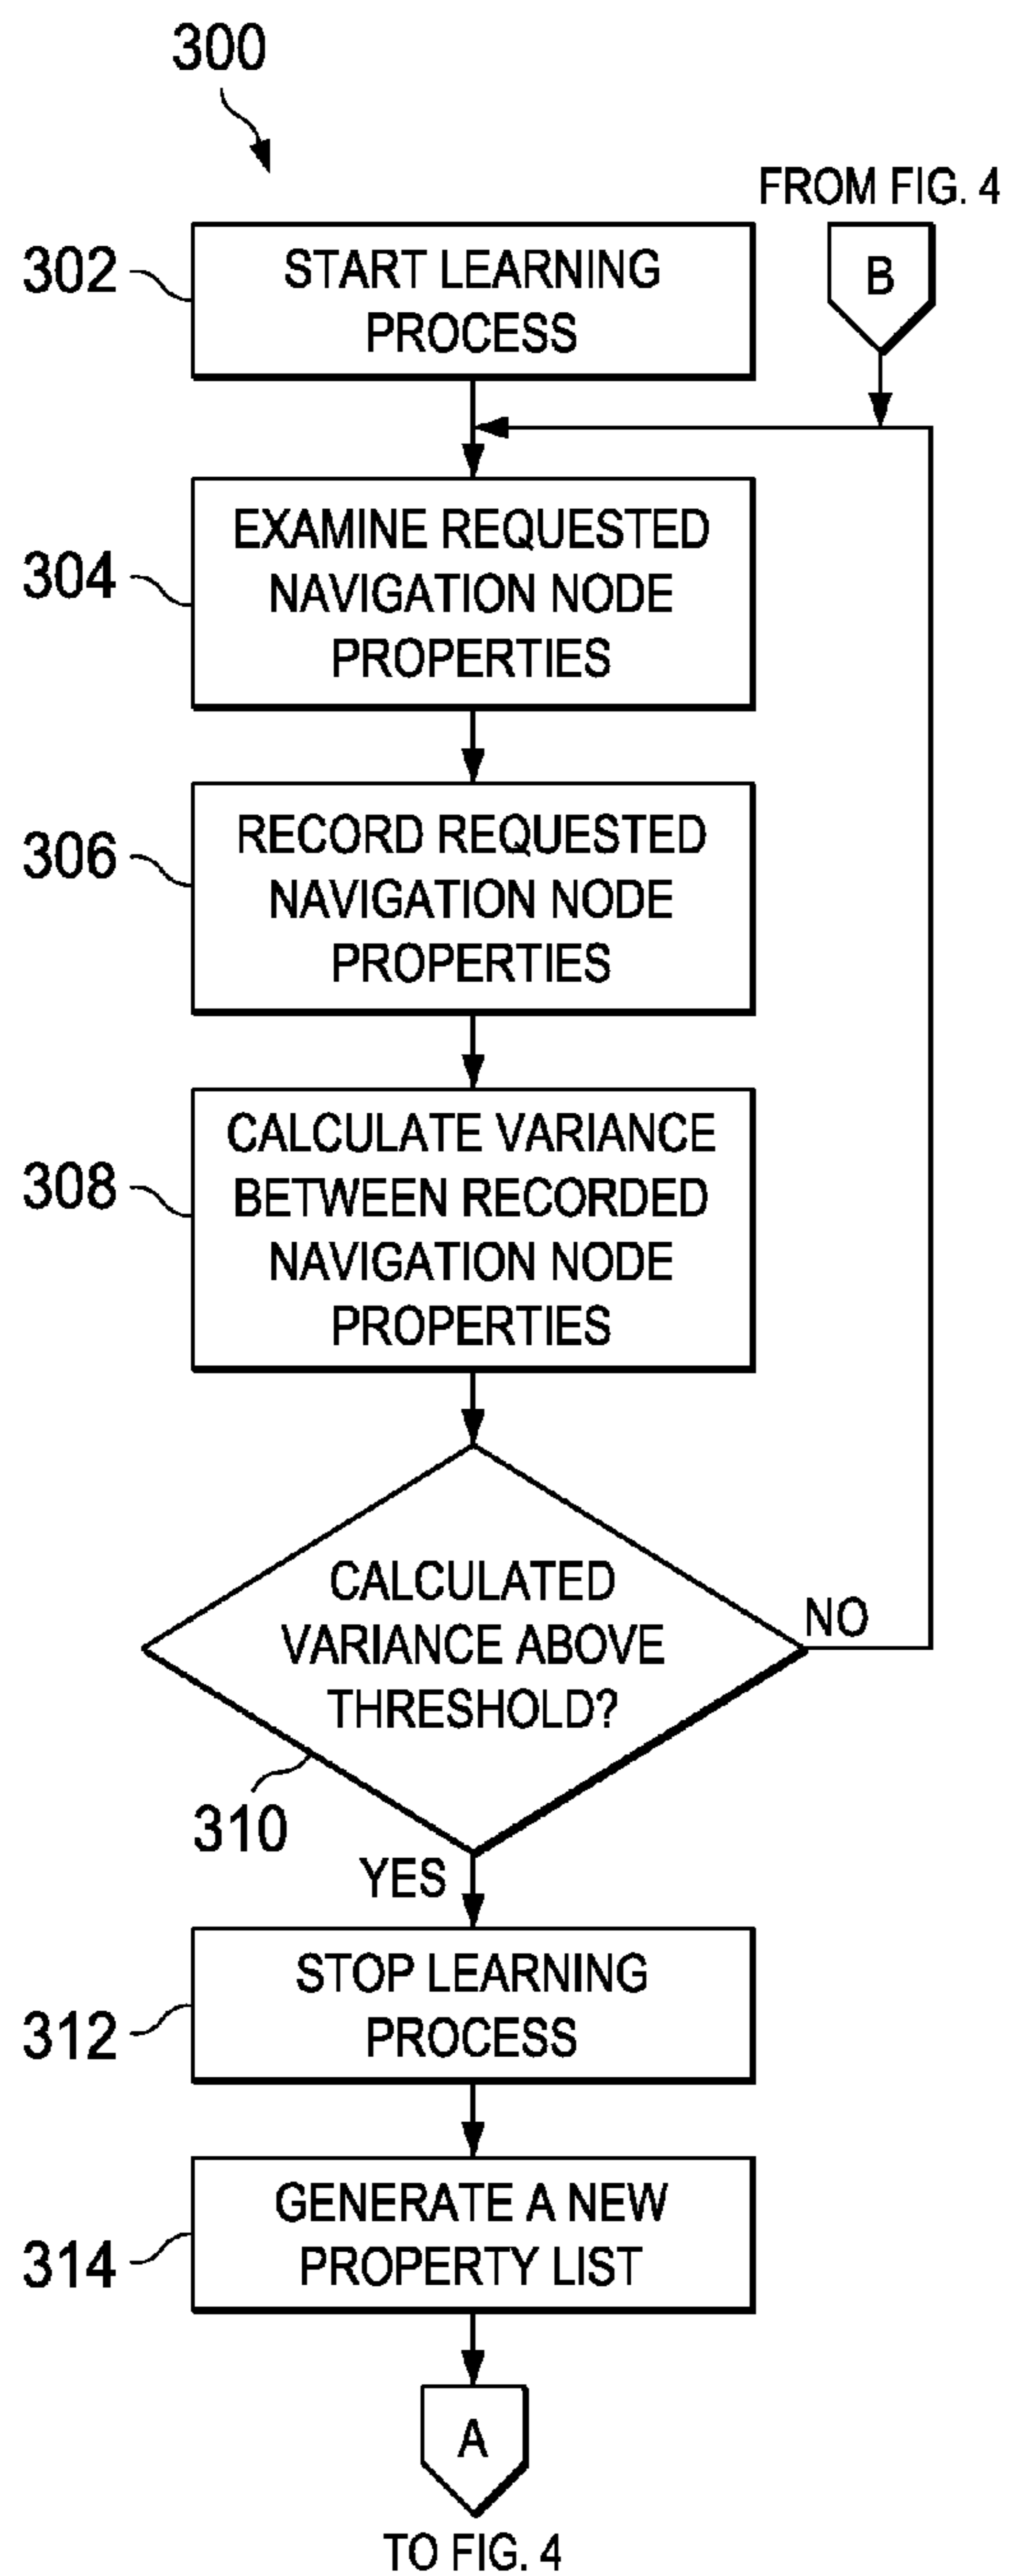 300
FROM FIG. 4
B
302
START LEARNING
PROCESS
304
EXAMINE REQUESTED
NAVIGATION NODE
PROPERTIES
306
RECORD REQUESTED
NAVIGATION NODE
PROPERTIES
308
CALCULATE VARIANCE
BETWEEN RECORDED
NAVIGATION NODE
PROPERTIES
CALCULATED
VARIANCE ABOVE
THRESHOLD?
NO
310
YES
312
STOP LEARNING
PROCESS
314
GENERATE A NEW
PROPERTY LIST
A
TO FIG. 4